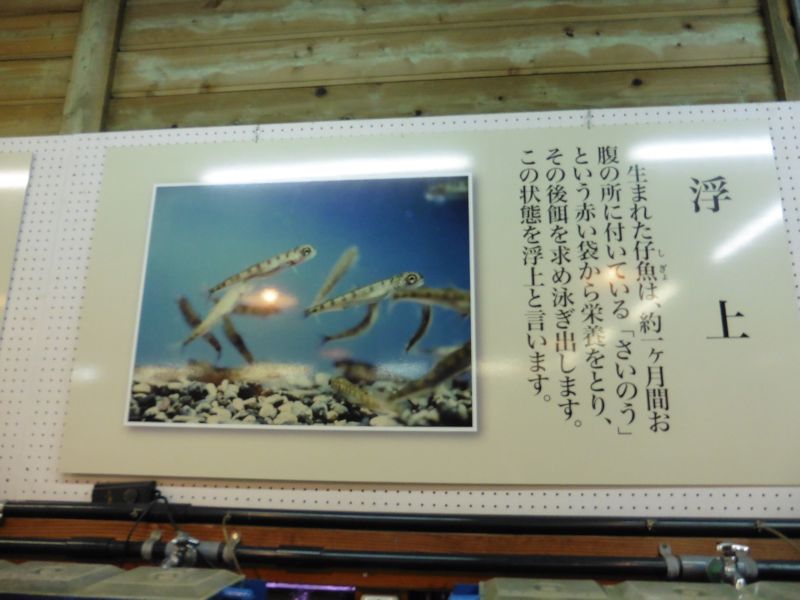 浮上
生まれた仔魚は、約一ヶ月間お
しぎょ
腹の所に付いている「さいのう」
という赤い袋から栄養をとり、
その後餌を求め泳ぎ出します。
この状態を浮上と言います。